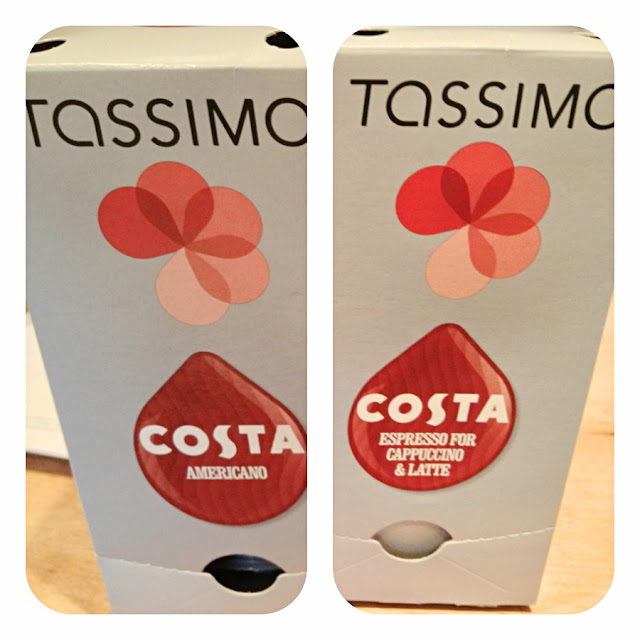 TASSIMO
COSTA
AMERICANO
TASSIMO
COSTA
ESPRESSO FOR
CAPPUCCINO
& LATTE